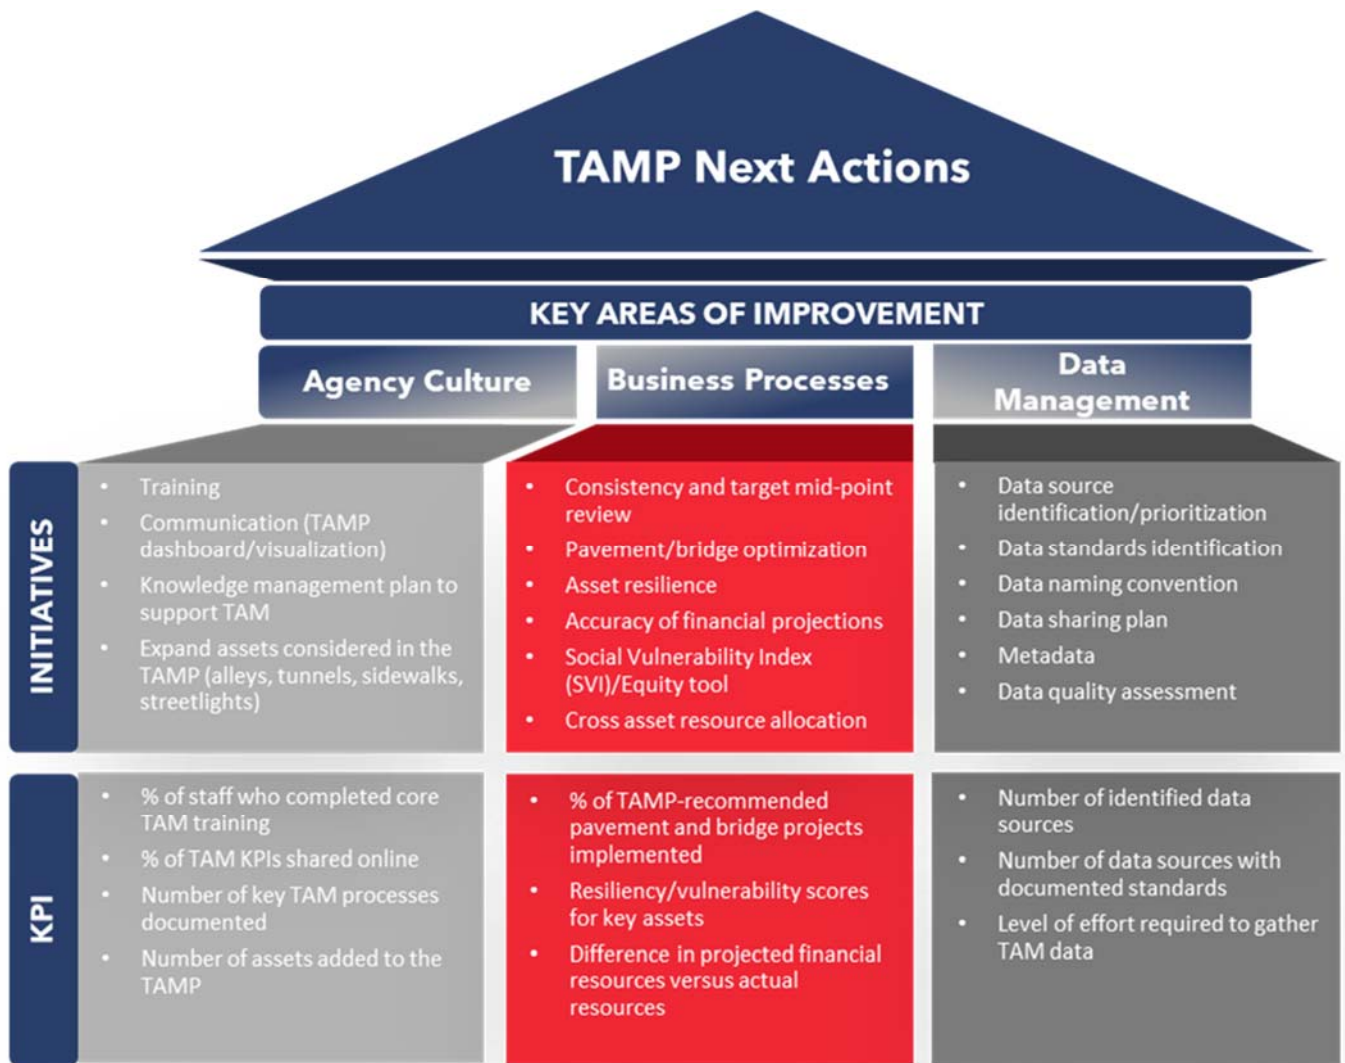 TAMP Next Actions
KEY AREAS OF IMPROVEMENT
Agency Culture
Business Processes
Data
Management
INITIATIVES
• Training
• Communication (TAMP
dashboard/visualization)
• Knowledge management plan to
support TAM
• Expand assets considered in the
TAMP (alleys, tunnels, sidewalks,
streetlights)
• Consistency and target mid-point
review
• Pavement/bridge optimization
• Asset resilience
• Accuracy of financial projections
• Social Vulnerability Index
(SVI)/Equity tool
• Cross asset resource allocation
• Data source
identification/prioritization
• Data standards identification
• Data naming convention
• Data sharing plan
• Metadata
• Data quality assessment
KPI
• % of staff who completed core
TAM training
• % of TAM KPIs shared online
• Number of key TAM processes
documented
• Number of assets added to the
TAMP
• % of TAMP-recommended
pavement and bridge projects
implemented
• Resiliency/vulnerability scores
for key assets
• Difference in projected financial
resources versus actual
resources
• Number of identified data
sources
• Number of data sources with
documented standards
• Level of effort required to gather
TAM data